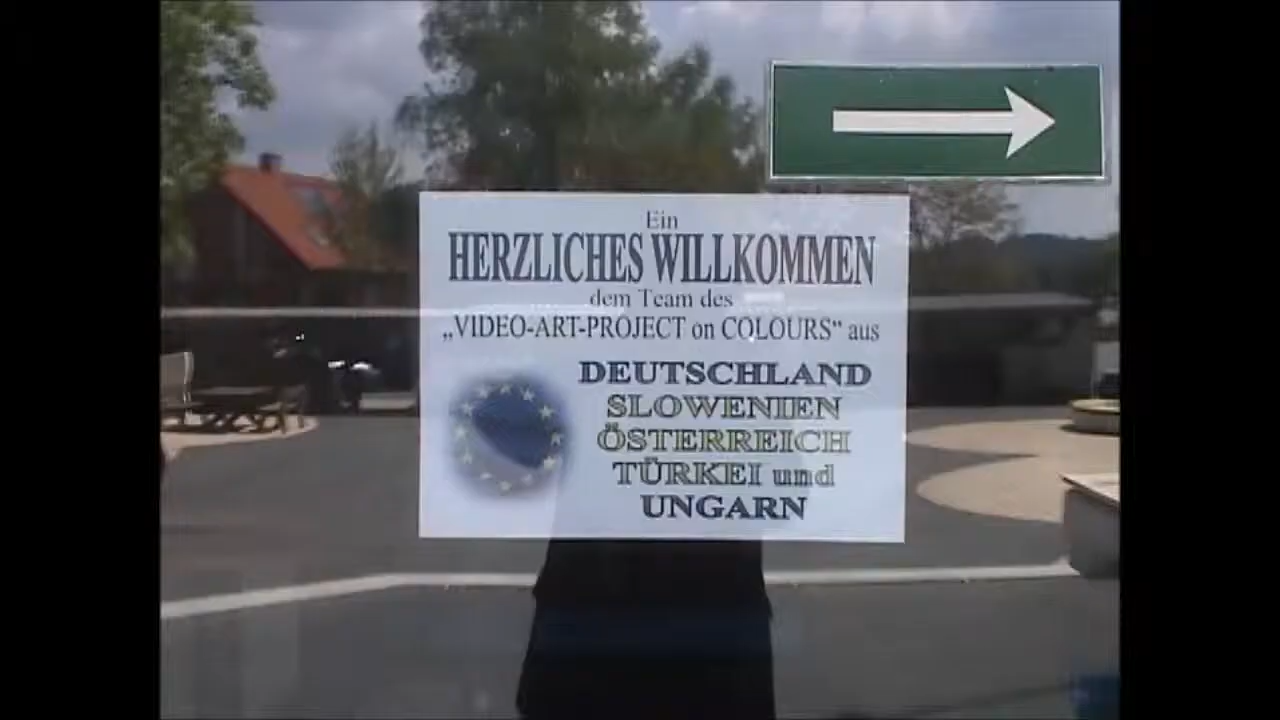 Ein
HERZLICHES WILLKOMMEN
dem Team des
„VIDEO-ART-PROJECT on COLOURS“ aus
DEUTSCHLAND
SLOWENIEN
ÖSTERREICH
TÜRKEI und
UNGARN